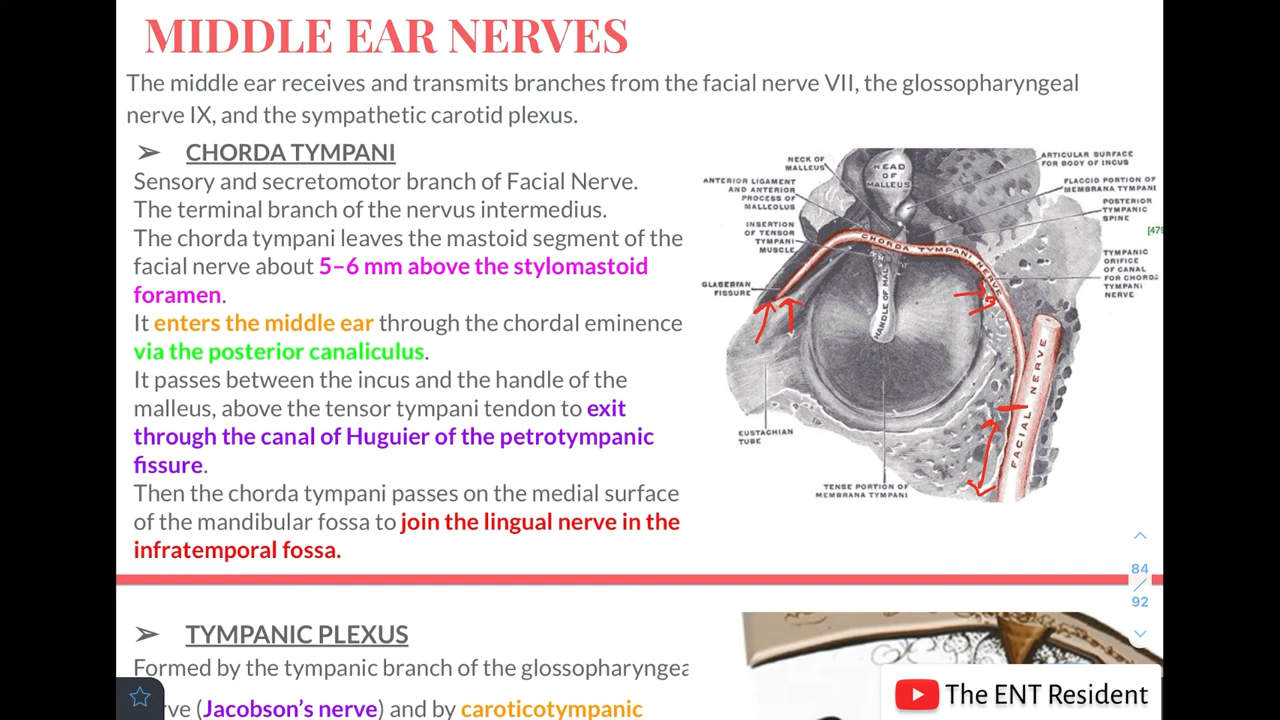 MIDDLE EAR NERVES
The middle ear receives and transmits branches from the facial nerve VII, the glossopharyngeal
nerve IX, and the sympathetic carotid plexus.
➢ CHORDA TYMPANI
Sensory and secretomotor branch of Facial Nerve.
The terminal branch of the nervus intermedius.
The chorda tympani leaves the mastoid segment of the
facial nerve about 5–6 mm above the stylomastoid
foramen.
It enters the middle ear through the chordal eminence
via the posterior canaliculus.
It passes between the incus and the handle of the
malleus, above the tensor tympani tendon to exit
through the canal of Huguier of the petrotympanic
fissure.
Then the chorda tympani passes on the medial surface
of the mandibular fossa to join the lingual nerve in the
infratemporal fossa.
NECK OF
MALLEUS
HEAD
OF
MALLEUS
ARTICULAR SURFACE
FOR BODY OF INCUS
ANTERIOR LIGAMENT
AND ANTERIOR
PROCESS OF
MALLEOLUS
FLACCID PORTION OF
MEMBRANA TYMPANI
POSTERIOR
TYMPANIC
SPINE
INSERTION
OF TENSOR
TYMPANI
MUSCLE
[479
CHORDA TYMPANI NERVE
TYMPANIC
ORIFICE
OF CANAL
FOR CHORDA
TYMPANI
NERVE
GLASERIAN
FISSURE
HANDLE OF MAL
FACIAL NERVE
EUSTACHIAN
TUBE
TENSE PORTION OF
MEMBRANA TYMPANI
84
92
➢ TYMPANIC PLEXUS
Formed by the tympanic branch of the glossopharyngea
rve (Jacobson's nerve) and by caroticotympanic
The ENT Resident